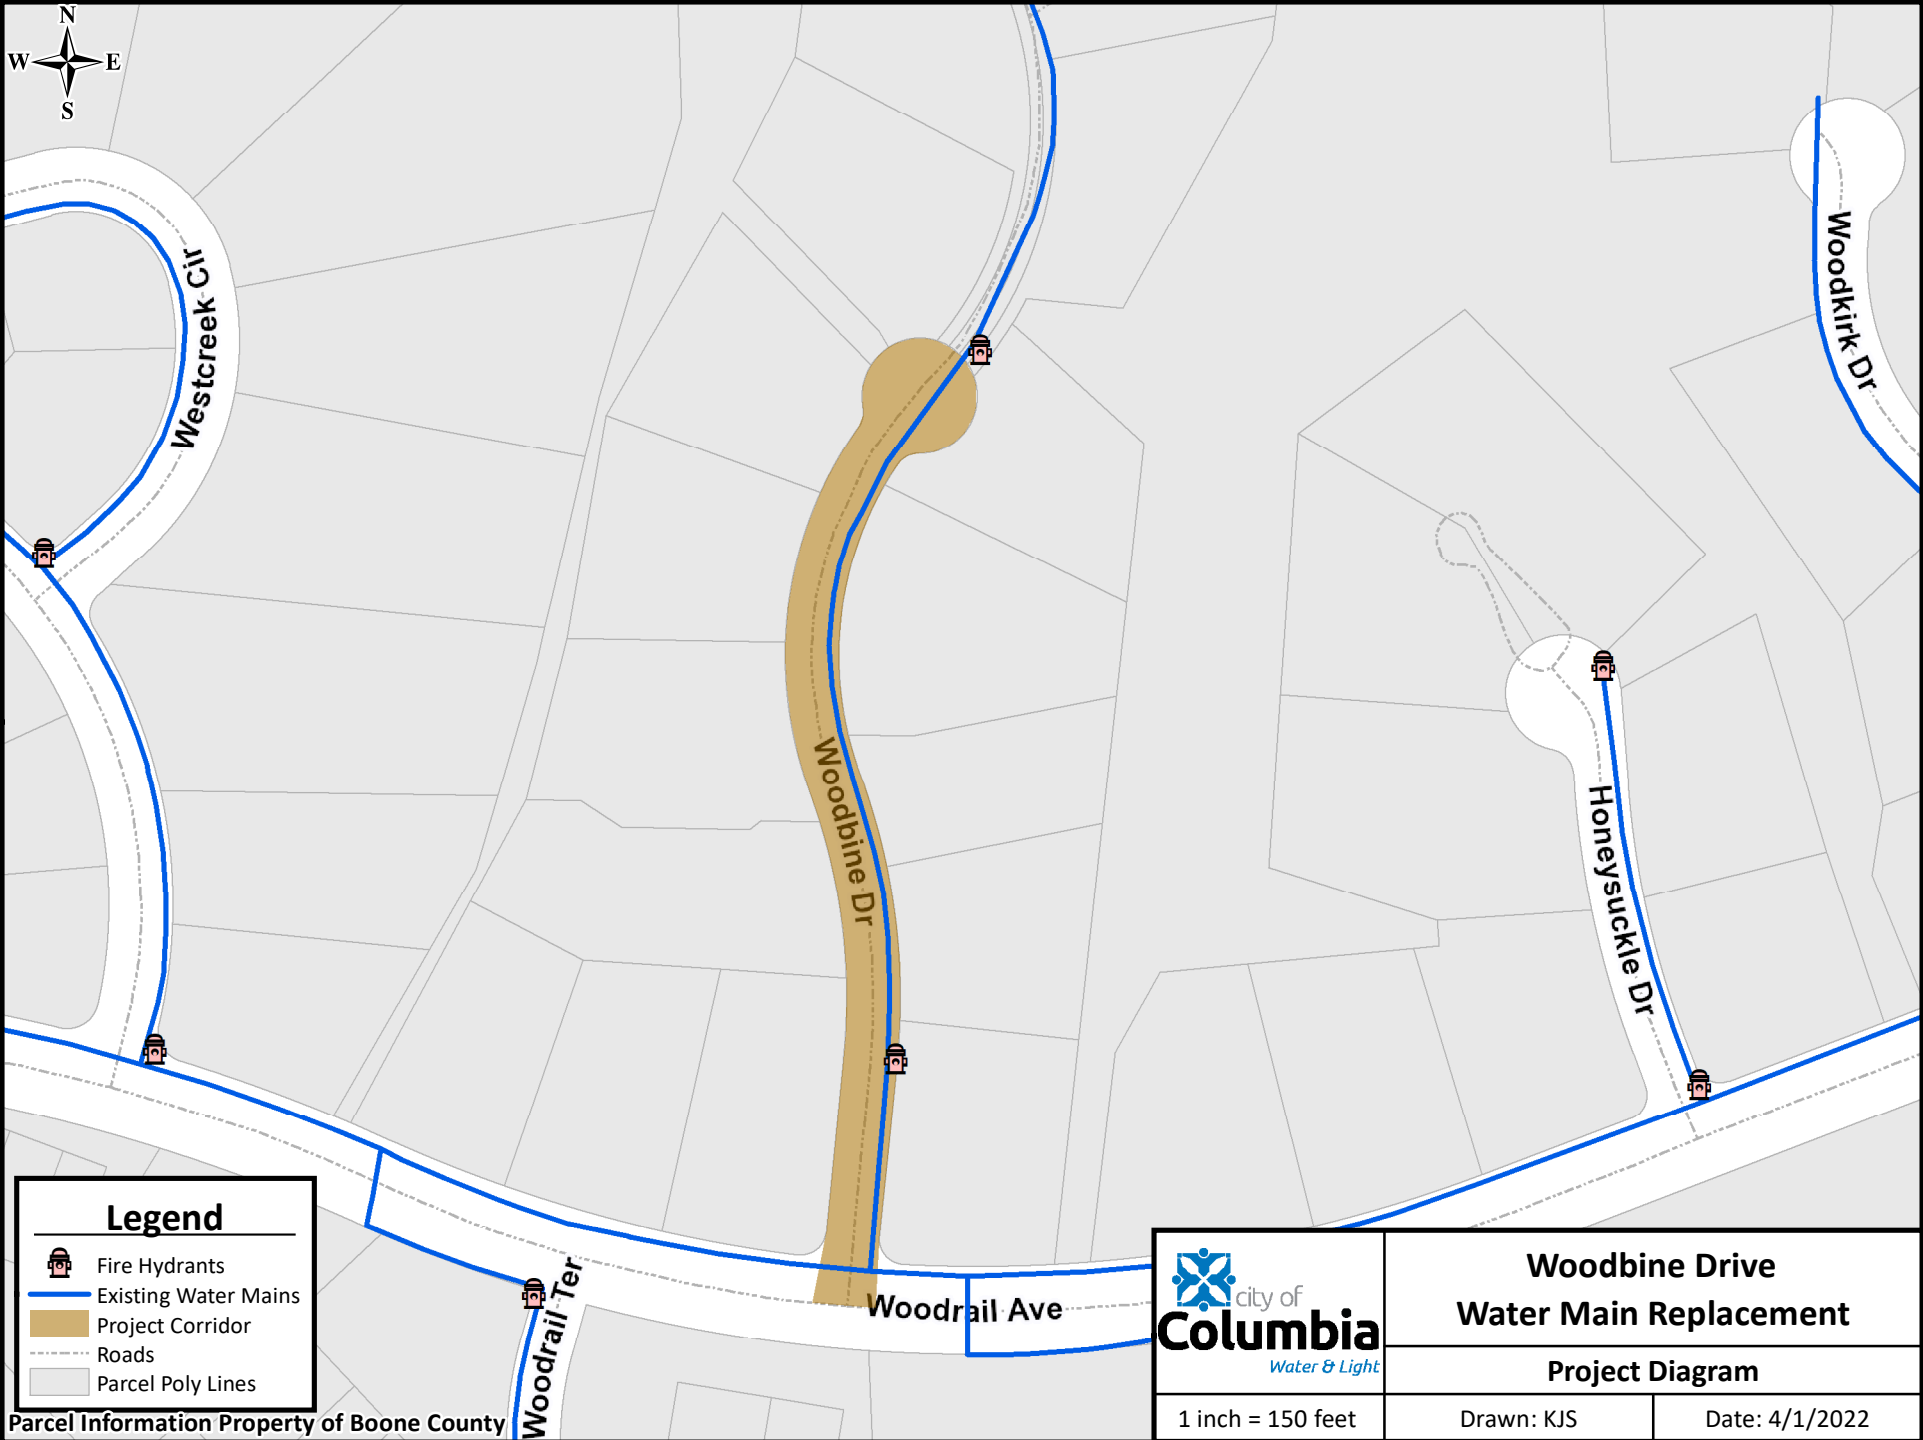 N
W E
S
Westcreek Cir
Woodkirk Dr
Woodbine Dr
Honeysuckle Dr
Woodrail Ave
Woodrail Ter
Legend
Fire Hydrants
Existing Water Mains
Project Corridor
Roads
Parcel Poly Lines
Parcel Information Property of Boone County
city of
Columbia
Water & Light
Woodbine Drive
Water Main Replacement
Project Diagram
1 inch = 150 feet
Drawn: KJS
Date: 4/1/2022